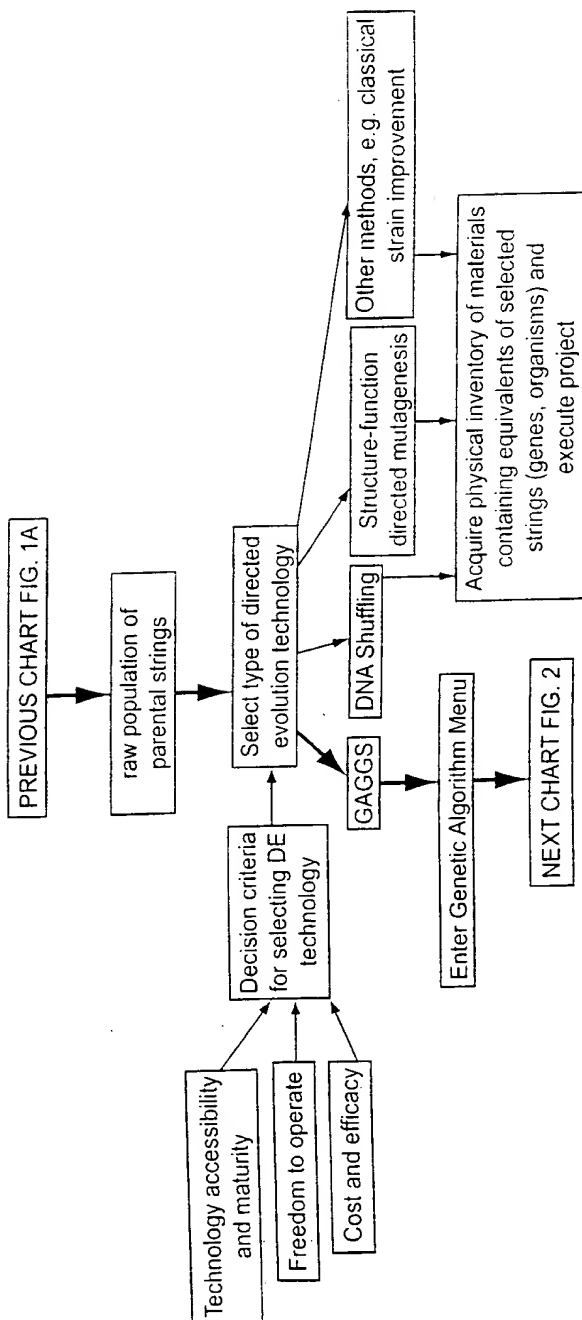 PREVIOUS CHART FIG. 1A
raw population of
parental strings
Select type of directed
evolution technology
Decision criteria
for selecting DE
technology
Technology accessibility
and maturity
Freedom to operate
Cost and efficacy
GAGGS
DNA Shuffling
Structure-function
directed mutagenesis
Other methods, e.g. classical
strain improvement
Enter Genetic Algorithm Menu
NEXT CHART FIG. 2
Acquire physical inventory of materials
containing equivalents of selected
strings (genes, organisms) and
execute project